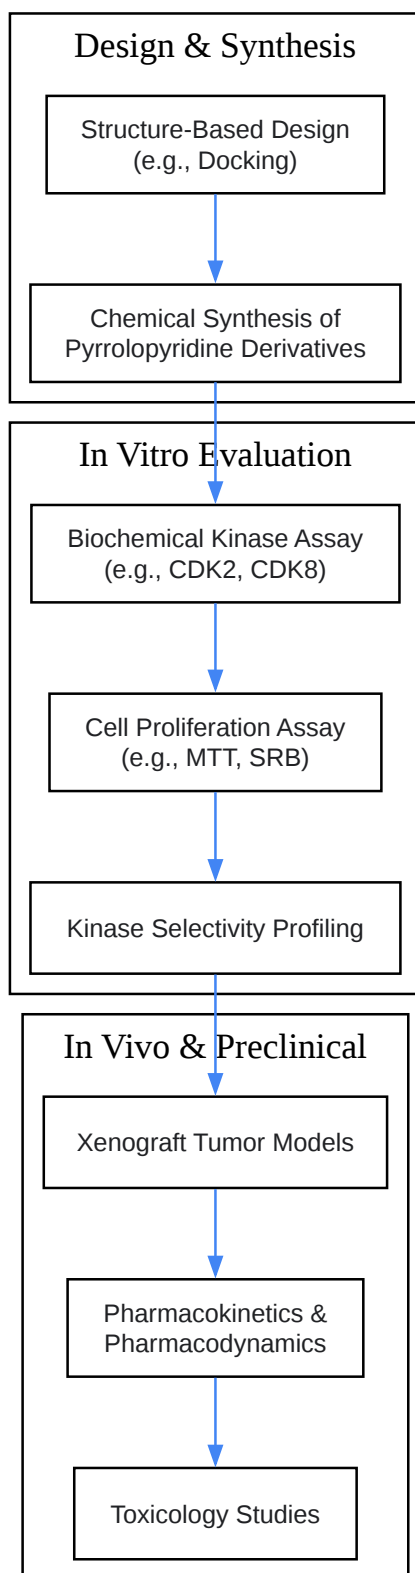 Design & Synthesis
Structure-Based Design
(e.g., Docking)
Chemical Synthesis of
Pyrrolopyridine Derivatives
In Vitro Evaluation
Biochemical Kinase Assay
(e.g., CDK2, CDK8)
Cell Proliferation Assay
(e.g., MTT, SRB)
Kinase Selectivity Profiling
In Vivo & Preclinical
Xenograft Tumor Models
Pharmacokinetics &
Pharmacodynamics
Toxicology Studies